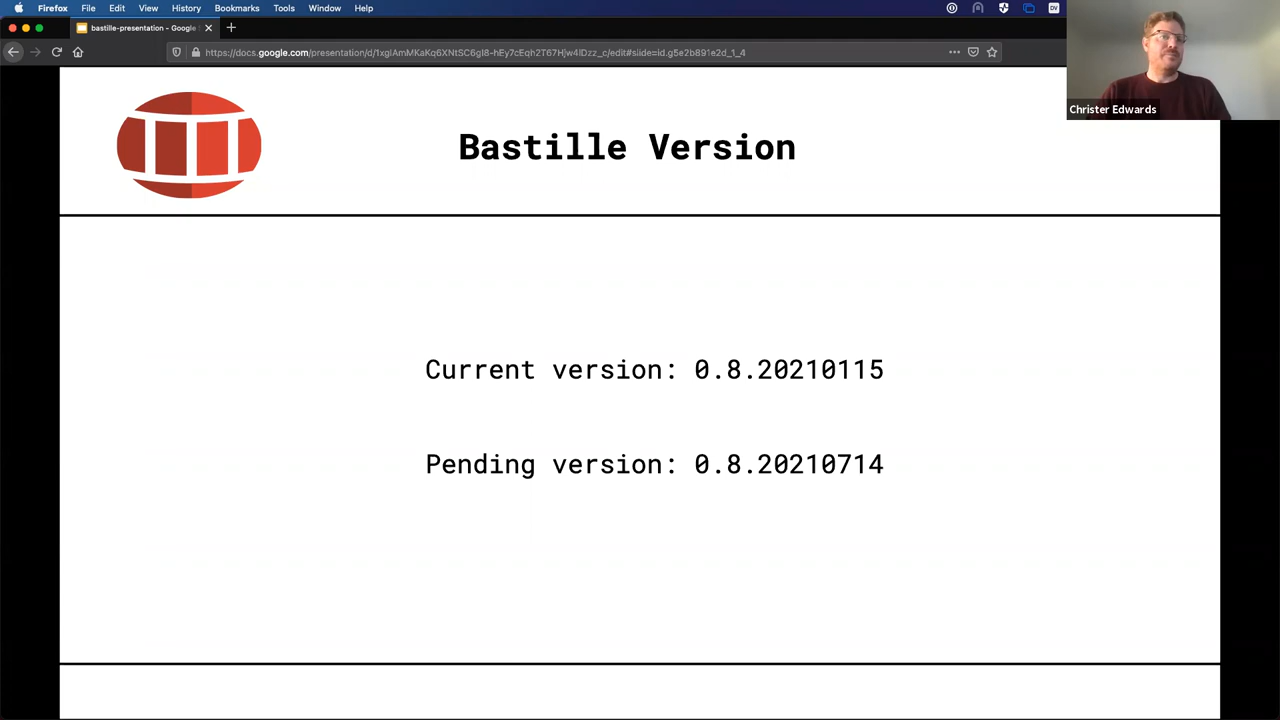 Firefox File Edit View History Bookmarks Tools Window Help
bastille-presentation - Google
Christer Edwards
Bastille Version
Current version: 0.8.20210115
Pending version: 0.8.20210714